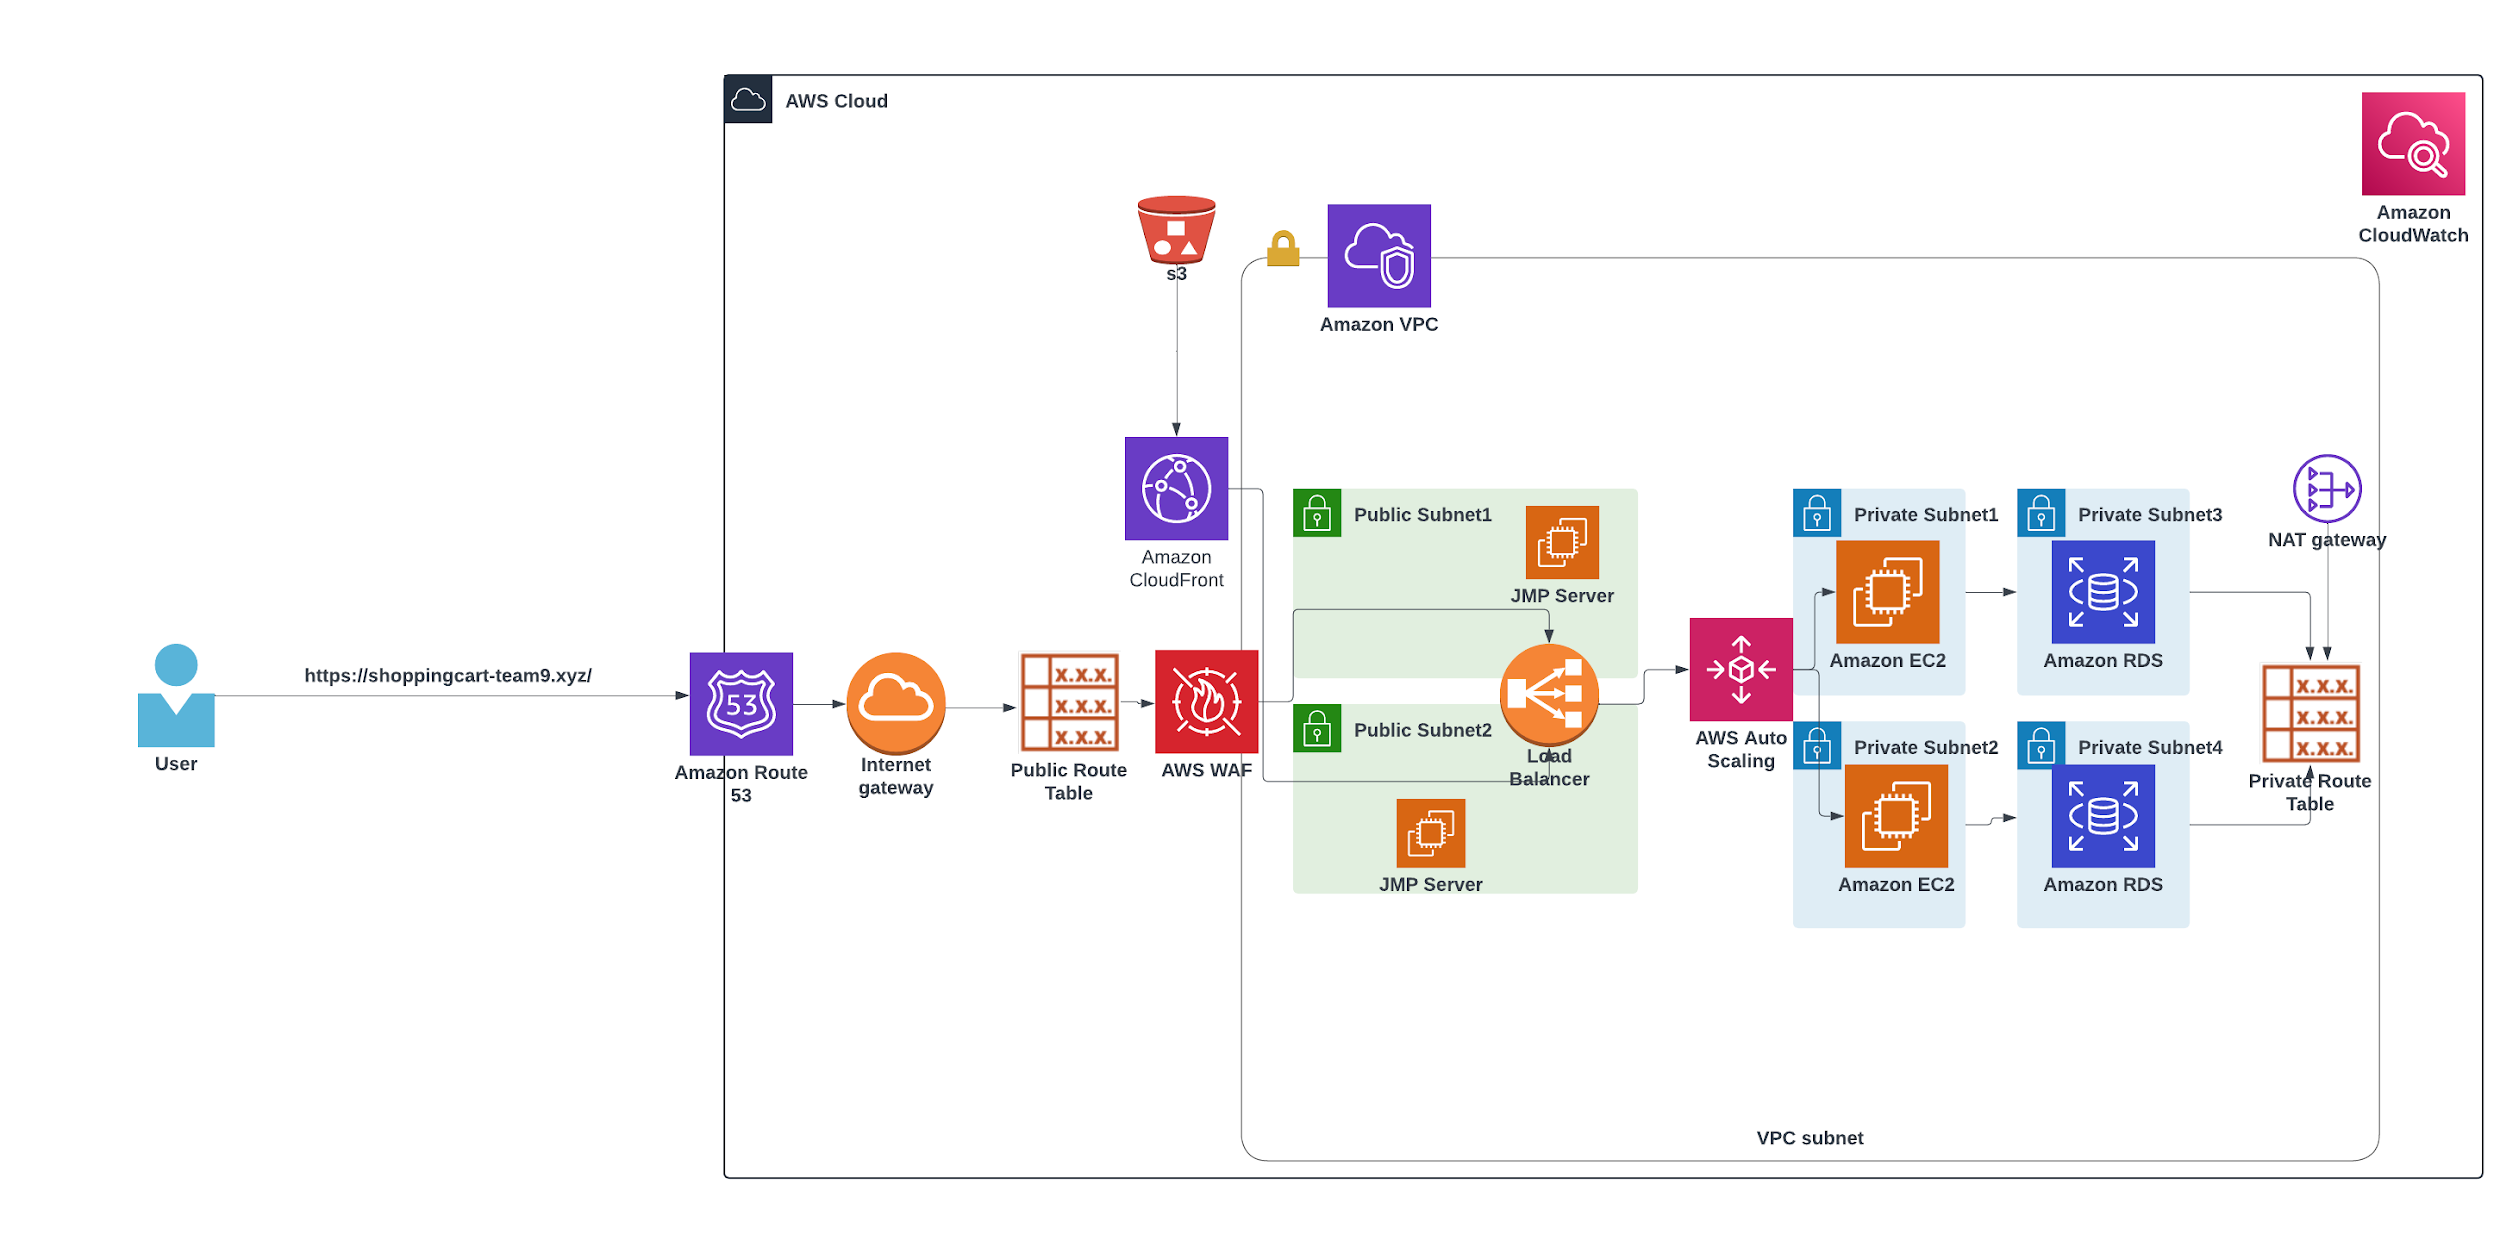 AWS Cloud
Amazon
CloudWatch
s3
Amazon VPC
Amazon
CloudFront
Public Subnet1
JMP Server
Private Subnet1
Amazon EC2
Private Subnet3
Amazon RDS
NAT gateway
https://shoppingcart-team9.xyz/
User
53
Amazon Route
53
Internet
gateway
x.x.x.
x.x.x.
x.x.x.
Public Route
Table
AWS WAF
Public Subnet2
Load
Balancer
JMP Server
AWS Auto
Scaling
Private Subnet2
Amazon EC2
Private Subnet4
Amazon RDS
x.x.x.
x.x.x.
x.x.x.
Private Route
Table
VPC subnet